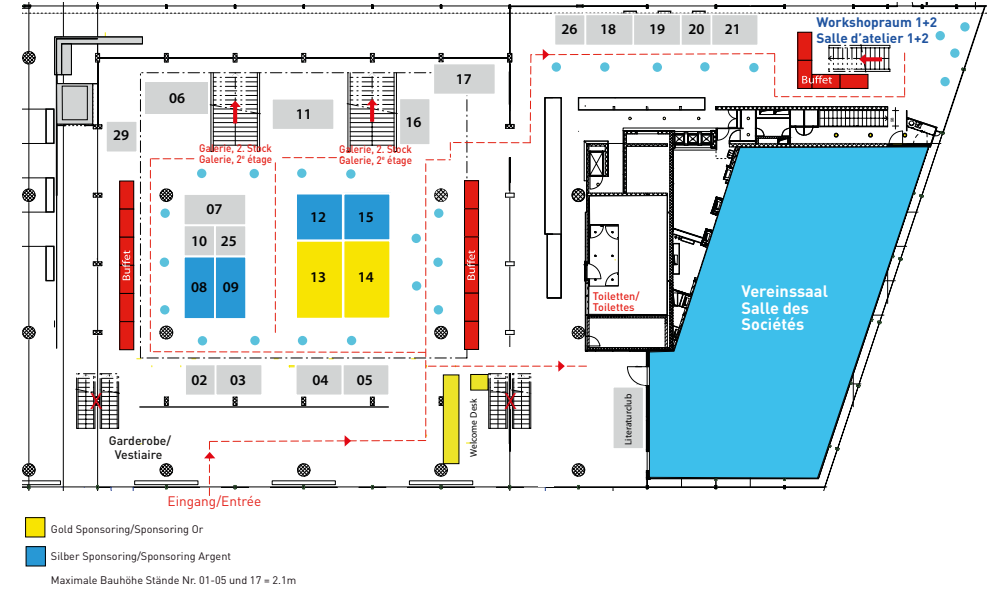 26
18
19
20
21
Workshopraum 1+2
Salle d'atelier 1+2
Buffet
06
11
17
16
29
Galerie, 2. Stock
Galerie, 2ᵉ étage
Galerie, 2. Stock
Galerie, 2ᵉ étage
07
10
25
08
09
12
15
13
14
Buffet
Buffet
Toiletten/
Toilettes
Vereinssaal
Salle des
Sociétés
02
03
04
05
Welcome Desk
Literaturclub
Garderobe/
Vestiaire
Eingang/Entrée
Gold Sponsoring/Sponsoring Or
Silber Sponsoring/Sponsoring Argent
Maximale Bauhöhe Stände Nr. 01-05 und 17 = 2.1m